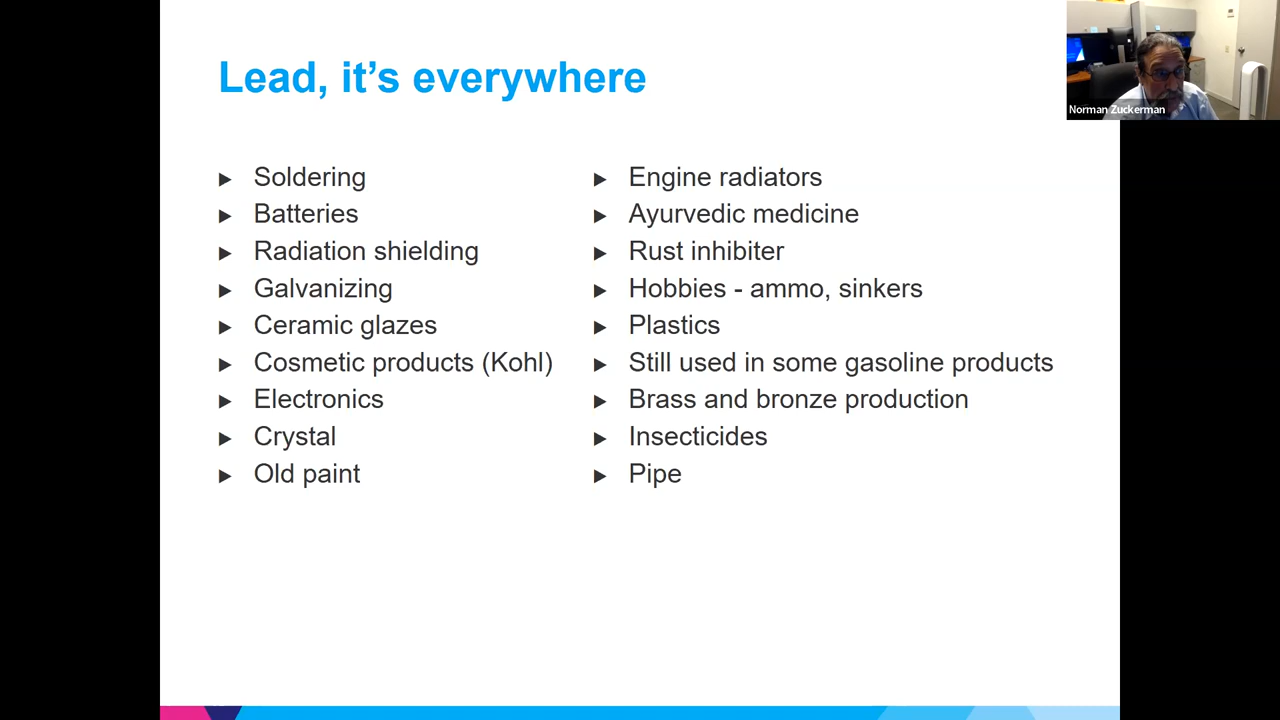 Lead, it's everywhere
► Soldering
► Batteries
► Radiation shielding
► Galvanizing
► Ceramic glazes
► Cosmetic products (Kohl)
► Electronics
► Crystal
► Old paint
► Engine radiators
► Ayurvedic medicine
► Rust inhibiter
► Hobbies - ammo, sinkers
► Plastics
► Still used in some gasoline products
► Brass and bronze production
► Insecticides
► Pipe
Norman Zuckerman